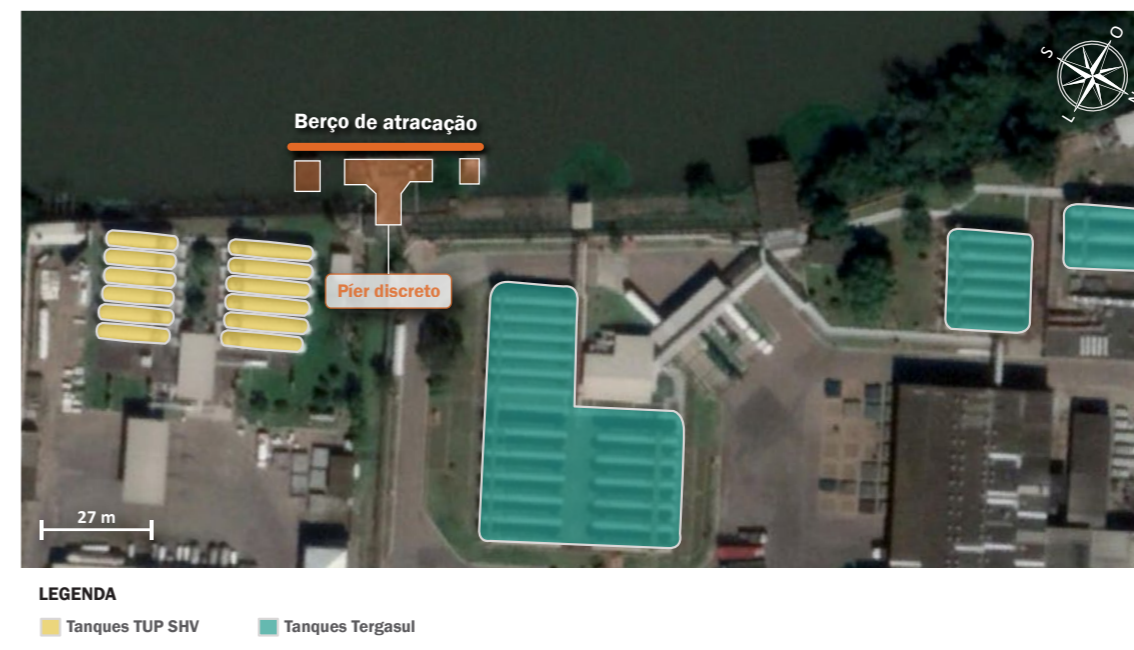 O
S
N
L
Berço de atracação
Píer discreto
27 m
LEGENDA
Tanques TUP SHV
Tanques Tergasul